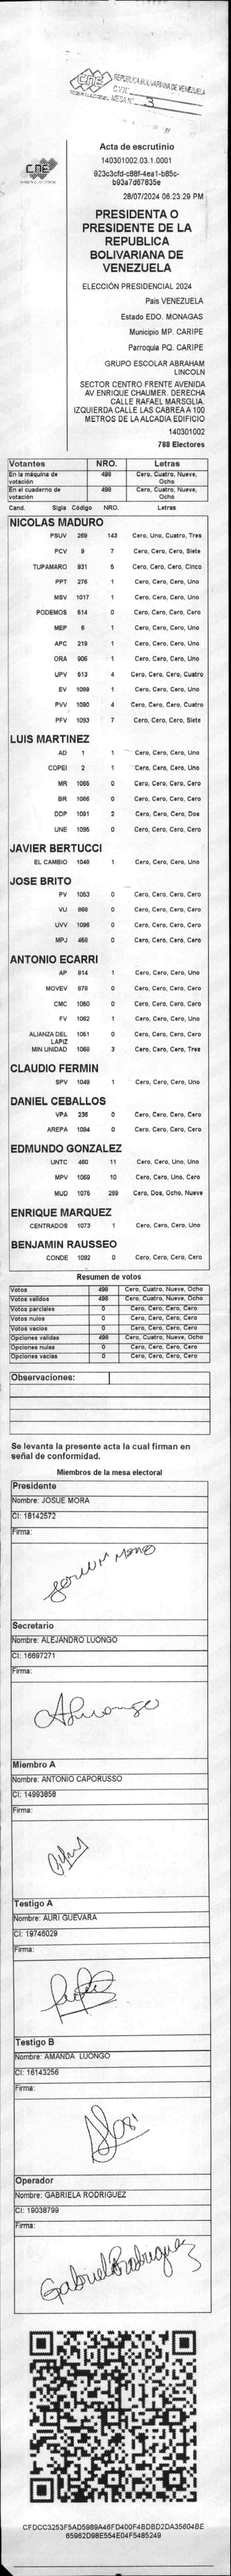 CNE
REPUBLICA BOLIVARIANA DE VENEZUELA
C.V.N°
MESA N° 3
CNE
Acta de escrutinio
140301002.03.1.0001
923c3cfd-c88f-4ea1-b85c-
b93a7d67835e
28/07/2024 06:23:29 PM
PRESIDENTA O
PRESIDENTE DE LA
REPUBLICA
BOLIVARIANA DE
VENEZUELA
ELECCIÓN PRESIDENCIAL 2024
País VENEZUELA
Estado EDO. MONAGAS
Municipio MP. CARIPE
Parroquia PQ. CARIPE
GRUPO ESCOLAR ABRAHAM
LINCOLN
SECTOR CENTRO FRENTE AVENIDA
AV ENRIQUE CHAUMER. DERECHA
CALLE RAFAEL MARSGLIA.
IZQUIERDA CALLE LAS CABREA A 100
METROS DE LA ALCADIA EDIFICIO
140301002
788 Electores
Votantes NRO. Letras
En la máquina de votación 498 Cero, Cuatro, Nueve, Ocho
En el cuaderno de votación 498 Cero, Cuatro, Nueve, Ocho
Cand. Sigla Código NRO. Letras
NICOLAS MADURO
PSUV 269 143 Cero, Uno, Cuatro, Tres
PCV 9 7 Cero, Cero, Cero, Siete
TUPAMARO 931 5 Cero, Cero, Cero, Cinco
PPT 276 1 Cero, Cero, Cero, Uno
MSV 1017 1 Cero, Cero, Cero, Uno
PODEMOS 614 0 Cero, Cero, Cero, Cero
MEP 6 1 Cero, Cero, Cero, Uno
APC 219 1 Cero, Cero, Cero, Uno
ORA 906 1 Cero, Cero, Cero, Uno
UPV 513 4 Cero, Cero, Cero, Cuatro
EV 1089 1 Cero, Cero, Cero, Uno
PVV 1090 4 Cero, Cero, Cero, Cuatro
PFV 1093 7 Cero, Cero, Cero, Siete
LUIS MARTINEZ
AD 1 1 Cero, Cero, Cero, Uno
COPEI 2 1 Cero, Cero, Cero, Uno
MR 1065 0 Cero, Cero, Cero, Cero
BR 1066 0 Cero, Cero, Cero, Cero
DDP 1091 2 Cero, Cero, Cero, Dos
UNE 1095 0 Cero, Cero, Cero, Cero
JAVIER BERTUCCI
EL CAMBIO 1048 1 Cero, Cero, Cero, Uno
JOSE BRITO
PV 1053 0 Cero, Cero, Cero, Cero
VU 868 0 Cero, Cero, Cero, Cero
UVV 1096 0 Cero, Cero, Cero, Cero
MPJ 458 0 Cero, Cero, Cero, Cero
ANTONIO ECARRI
AP 814 1 Cero, Cero, Cero, Uno
MOVEV 978 0 Cero, Cero, Cero, Cero
CMC 1050 0 Cero, Cero, Cero, Cero
FV 1062 1 Cero, Cero, Cero, Uno
ALIANZA DEL LAPIZ 1051 0 Cero, Cero, Cero, Cero
MIN UNIDAD 1060 3 Cero, Cero, Cero, Tres
CLAUDIO FERMIN
SPV 1049 1 Cero, Cero, Cero, Uno
DANIEL CEBALLOS
VPA 236 0 Cero, Cero, Cero, Cero
AREPA 1094 0 Cero, Cero, Cero, Cero
EDMUNDO GONZALEZ
UNTC 460 11 Cero, Cero, Uno, Uno
MPV 1069 10 Cero, Cero, Uno, Cero
MUD 1075 289 Cero, Dos, Ocho, Nueve
ENRIQUE MARQUEZ
CENTRADOS 1073 1 Cero, Cero, Cero, Uno
BENJAMIN RAUSSEO
CONDE 1092 0 Cero, Cero, Cero, Cero
Resumen de votos
Votos 498 Cero, Cuatro, Nueve, Ocho
Votos validos 498 Cero, Cuatro, Nueve, Ocho
Votos parciales 0 Cero, Cero, Cero, Cero
Votos nulos 0 Cero, Cero, Cero, Cero
Votos vacios 0 Cero, Cero, Cero, Cero
Opciones validas 498 Cero, Cuatro, Nueve, Ocho
Opciones nulas 0 Cero, Cero, Cero, Cero
Opciones vacias 0 Cero, Cero, Cero, Cero
Observaciones:
Se levanta la presente acta la cual firman en
señal de conformidad.
Miembros de la mesa electoral
Presidente
Nombre: JOSUE MORA
CI: 18142572
Firma:
Secretario
Nombre: ALEJANDRO LUONGO
CI: 16697271
Firma:
ALuongo
Miembro A
Nombre: ANTONIO CAPORUSSO
CI: 14993656
Firma:
Testigo A
Nombre: AURI GUEVARA
CI: 19746029
Firma:
Testigo B
Nombre: AMANDA LUONGO
CI: 16143256
Firma:
Operador
Nombre: GABRIELA RODRIGUEZ
CI: 19038799
Firma:
Gabriela Rodriguez
CFDCC3253F5AD5989A46FD400F4BDBD2DA35604BE
65962D98E554E04F5485249